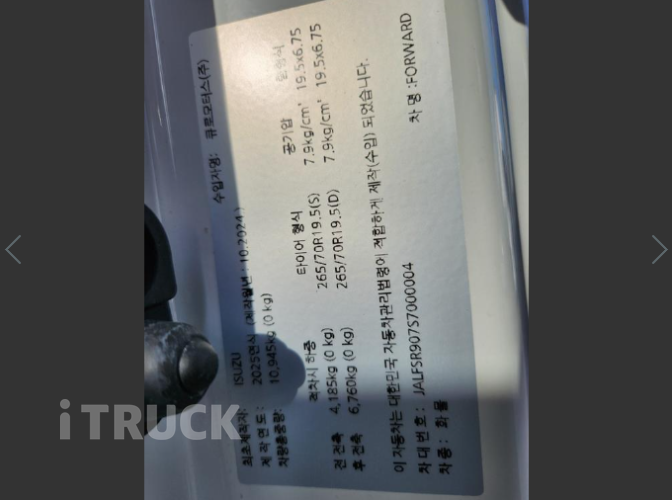 수입자명: 큐로모터스(주)
최초제작자: ISUZU
제작연도: 2025연식 (제작월년 : 10.2024)
차량총중량: 10,945kg (0 kg)
적차시 하중 타이어 형식 공기압 림형식
전 전축 4,185kg (0 kg) 265/70R19.5(S) 7.9kg/cm² 19.5x6.75
후 전축 6,760kg (0 kg) 265/70R19.5(D) 7.9kg/cm² 19.5x6.75
이 자동차는 대한민국 자동차관리법령에 적합하게 제작(수입) 되었습니다.
차대번호: JALFSR907S7000004 차 명 :FORWARD
차종: 화 물
iTRUCK